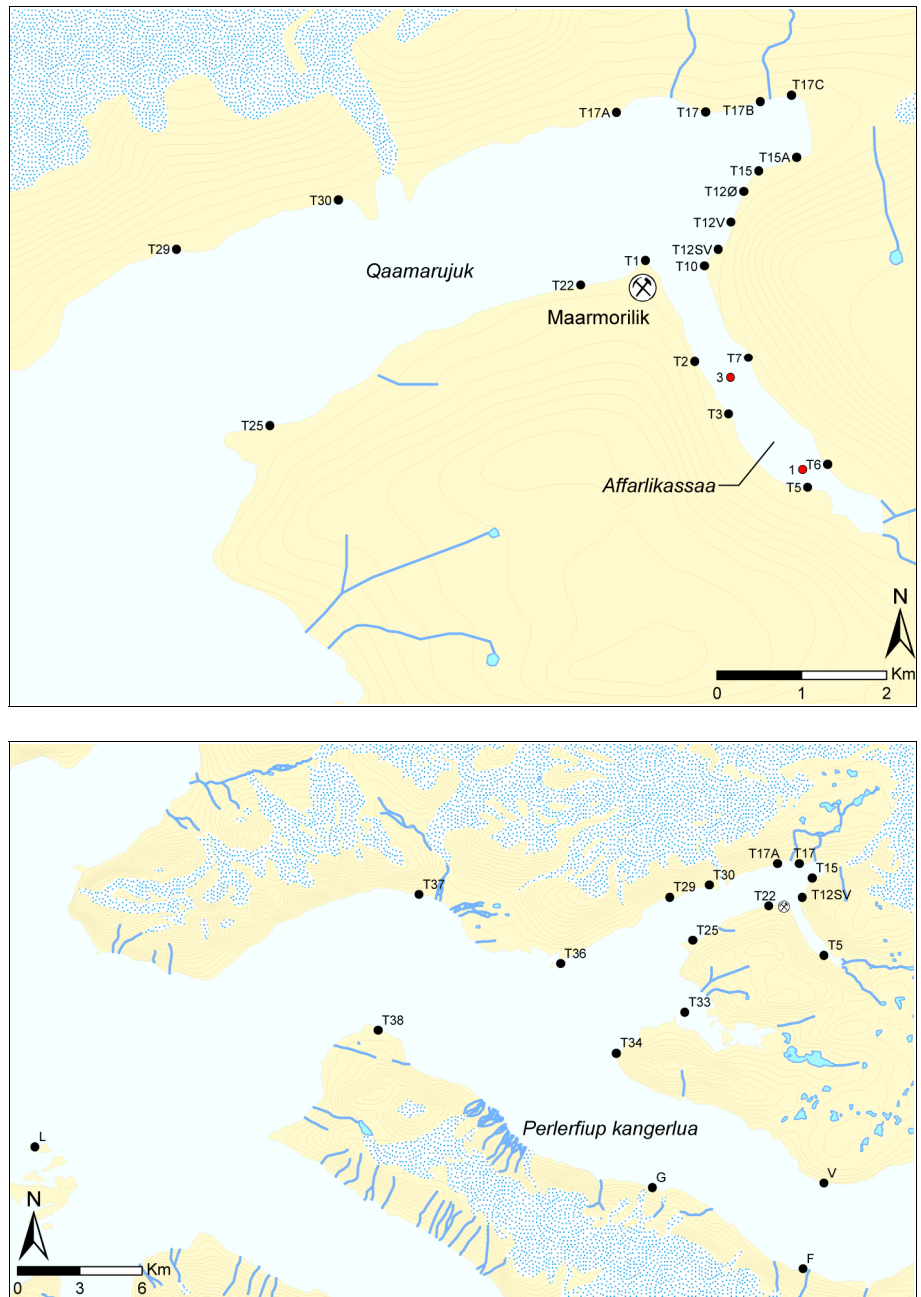 T17C
T17A
T17
T17B
T15A
T15
T12Ø
T30
T12V
T29
T12SV
T1
T10
Qaamarujuk
T22
Maarmorilik
T2
T7
3
T3
T25
T6
1
Affarlikassaa
T5
N
Km
0 1 2
T17A T17
T15
T30
T37
T29
T22
T12SV
T25
T5
T36
T33
T38
T34
Perlerfiup kangerlua
L
V
G
N
F
Km
0 3 6